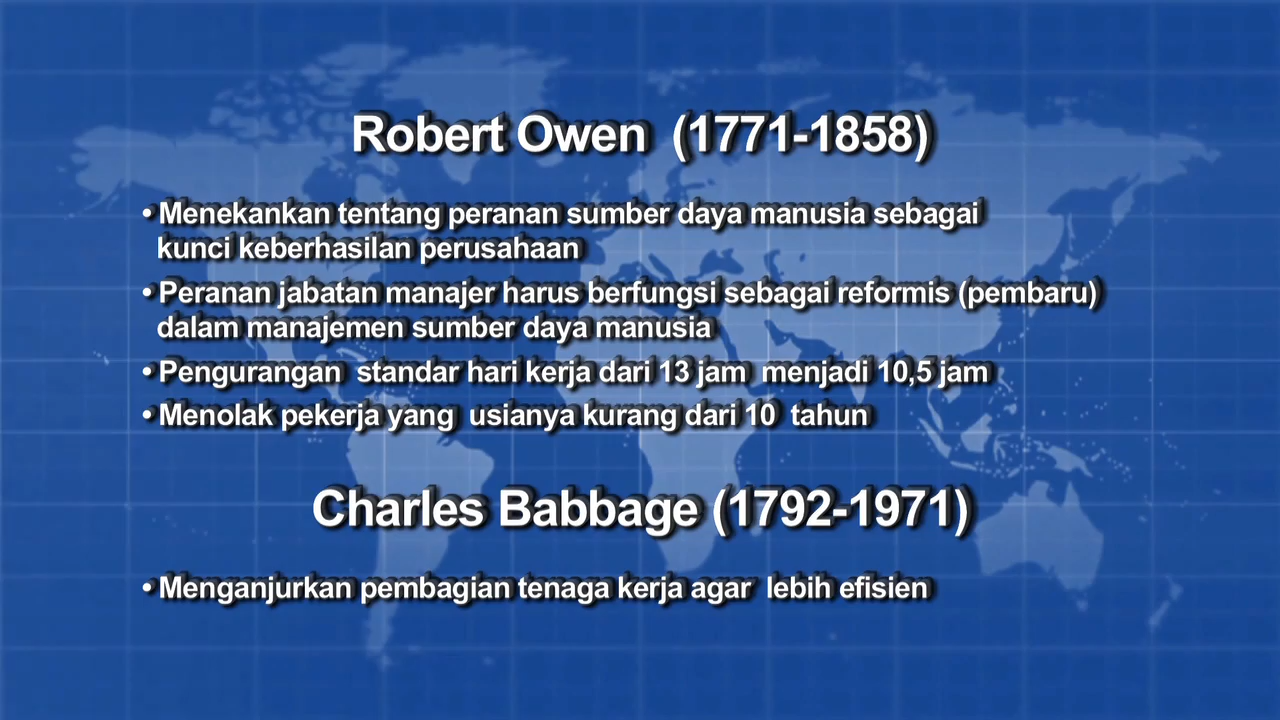 Robert Owen (1771-1858)
• Menekankan tentang peranan sumber daya manusia sebagai
kunci keberhasilan perusahaan
• Peranan jabatan manajer harus berfungsi sebagai reformis (pembaru)
dalam manajemen sumber daya manusia
• Pengurangan standar hari kerja dari 13 jam menjadi 10,5 jam
• Menolak pekerja yang usianya kurang dari 10 tahun
Charles Babbage (1792-1971)
• Menganjurkan pembagian tenaga kerja agar lebih efisien